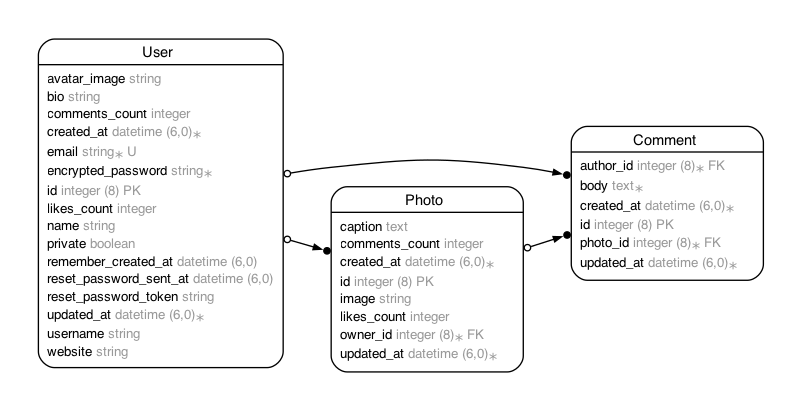 User
avatar_image string
bio string
comments_count integer
created_at datetime (6,0)∗
email string∗ U
encrypted_password string∗
id integer (8) PK
likes_count integer
name string
private boolean
remember_created_at datetime (6,0)
reset_password_sent_at datetime (6,0)
reset_password_token string
updated_at datetime (6,0)∗
username string
website string
Photo
caption text
comments_count integer
created_at datetime (6,0)∗
id integer (8) PK
image string
likes_count integer
owner_id integer (8)∗ FK
updated_at datetime (6,0)∗
Comment
author_id integer (8)∗ FK
body text∗
created_at datetime (6,0)∗
id integer (8) PK
photo_id integer (8)∗ FK
updated_at datetime (6,0)∗